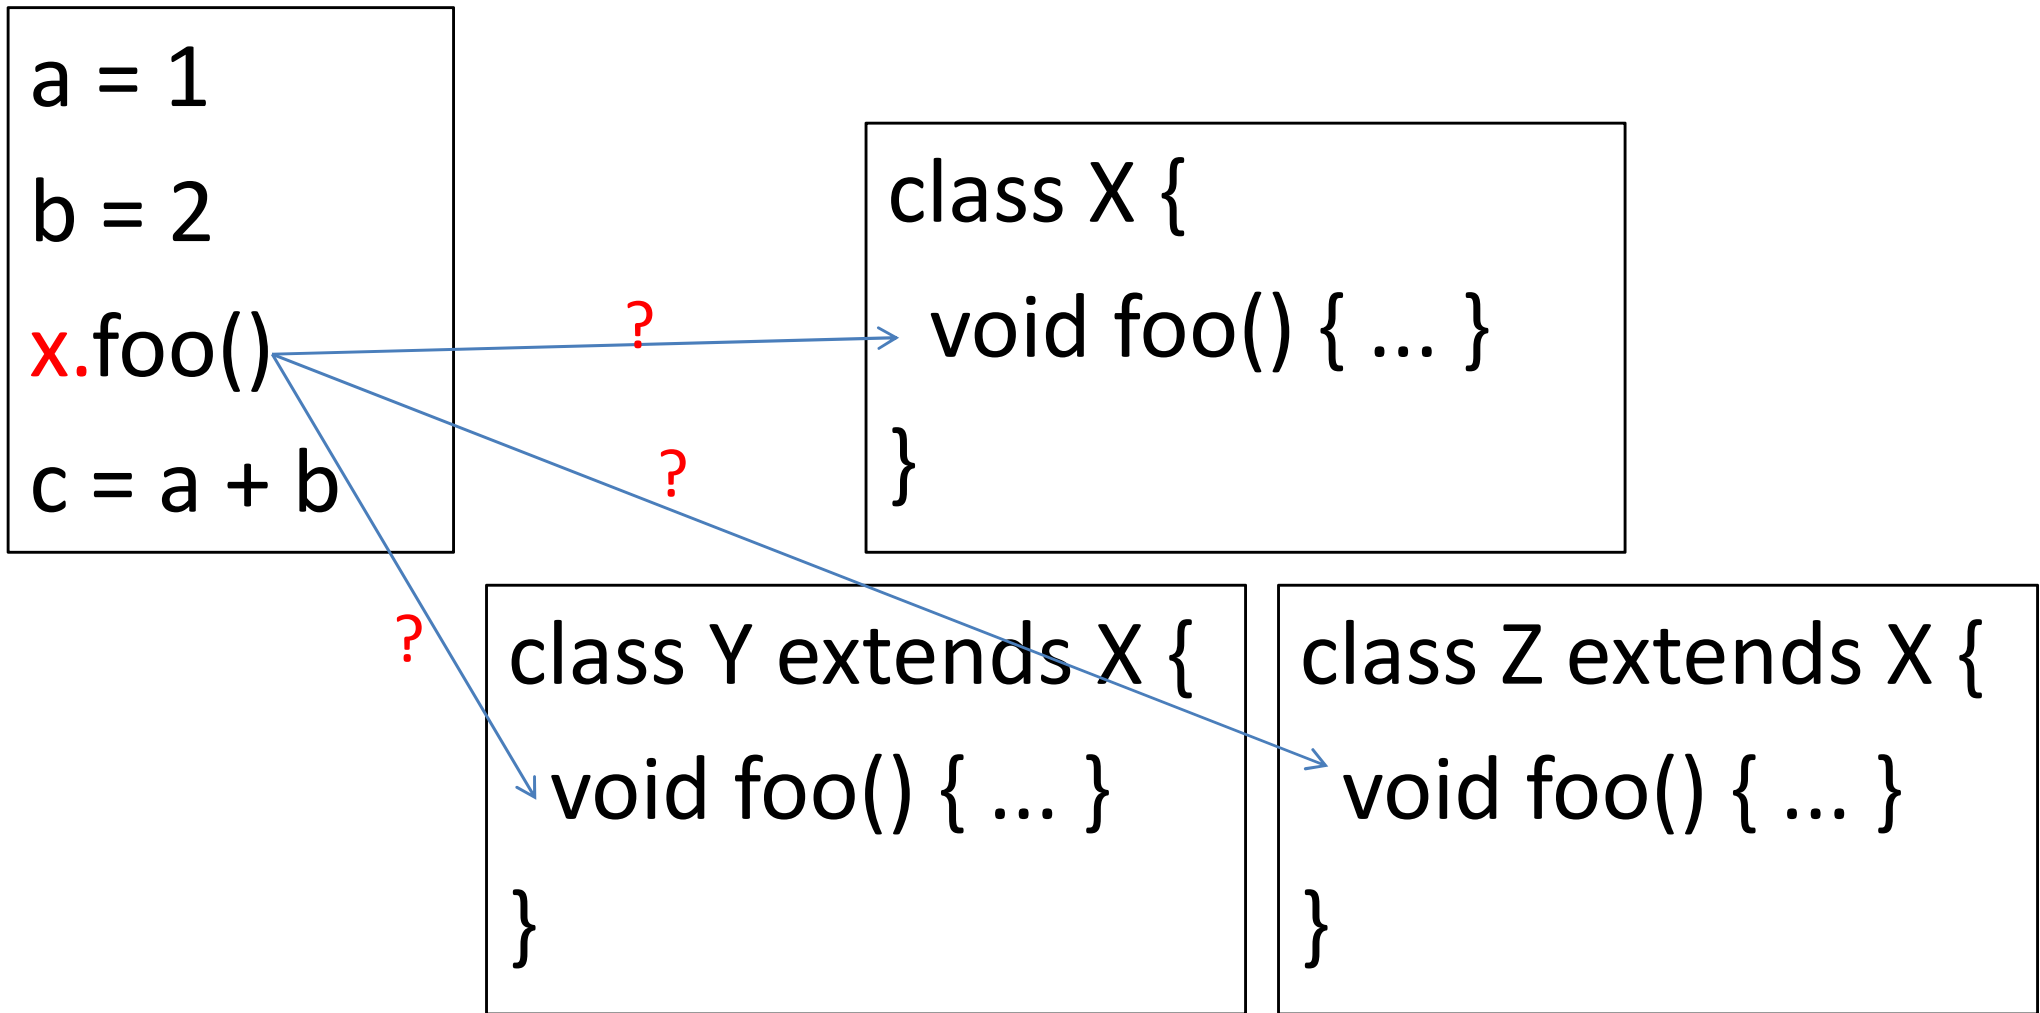 a = 1
b = 2
x.foo()
c = a + b
?
?
?
class X {
void foo() { ... }
}
class Y extends X {
void foo() { ... }
}
class Z extends X {
void foo() { ... }
}